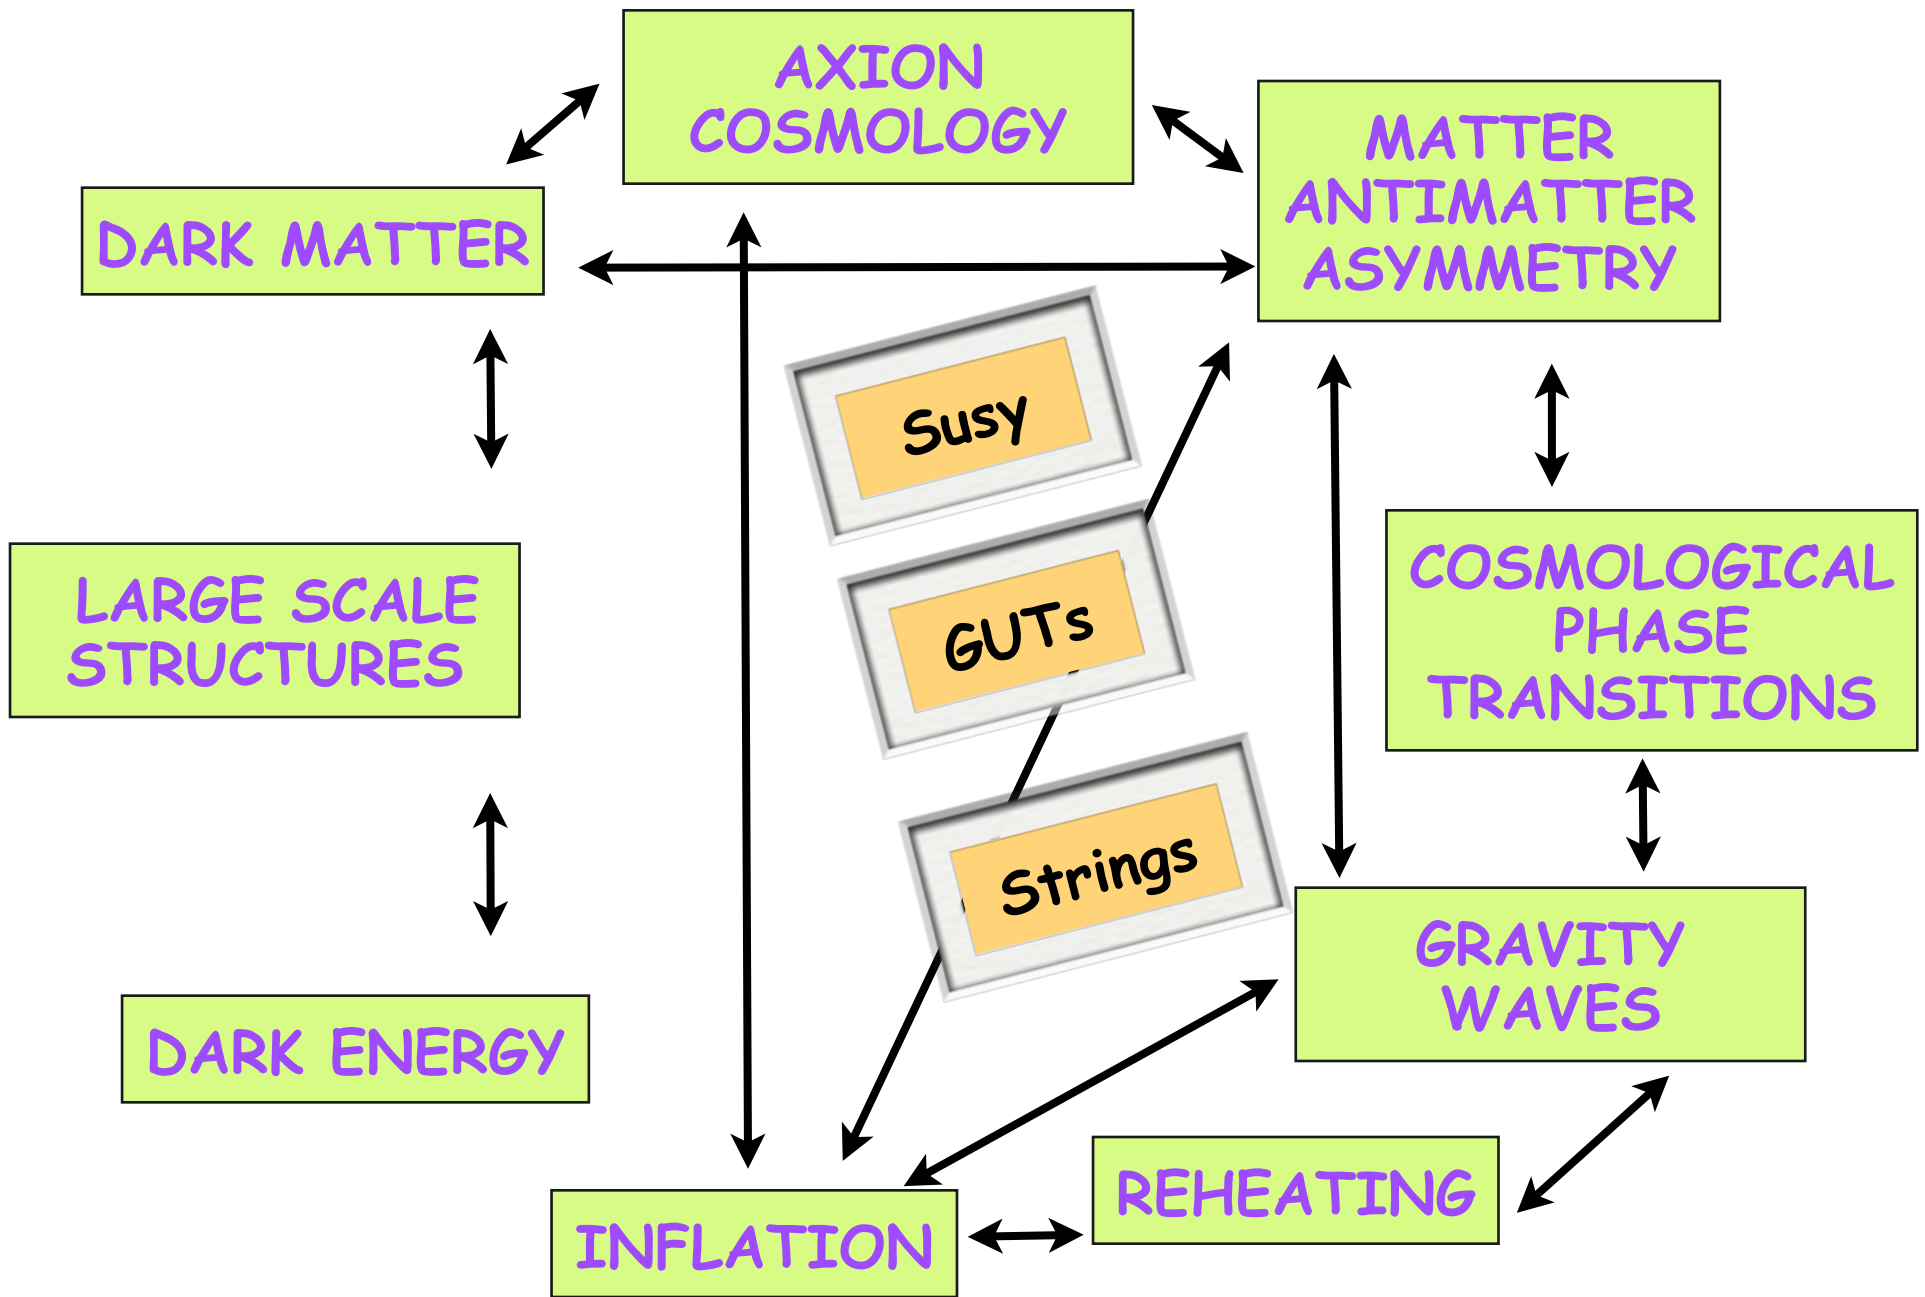 AXION
COSMOLOGY
MATTER
ANTIMATTER
ASYMMETRY
DARK MATTER
Susy
LARGE SCALE
STRUCTURES
GUTs
COSMOLOGICAL
PHASE
TRANSITIONS
Strings
GRAVITY
WAVES
DARK ENERGY
REHEATING
INFLATION